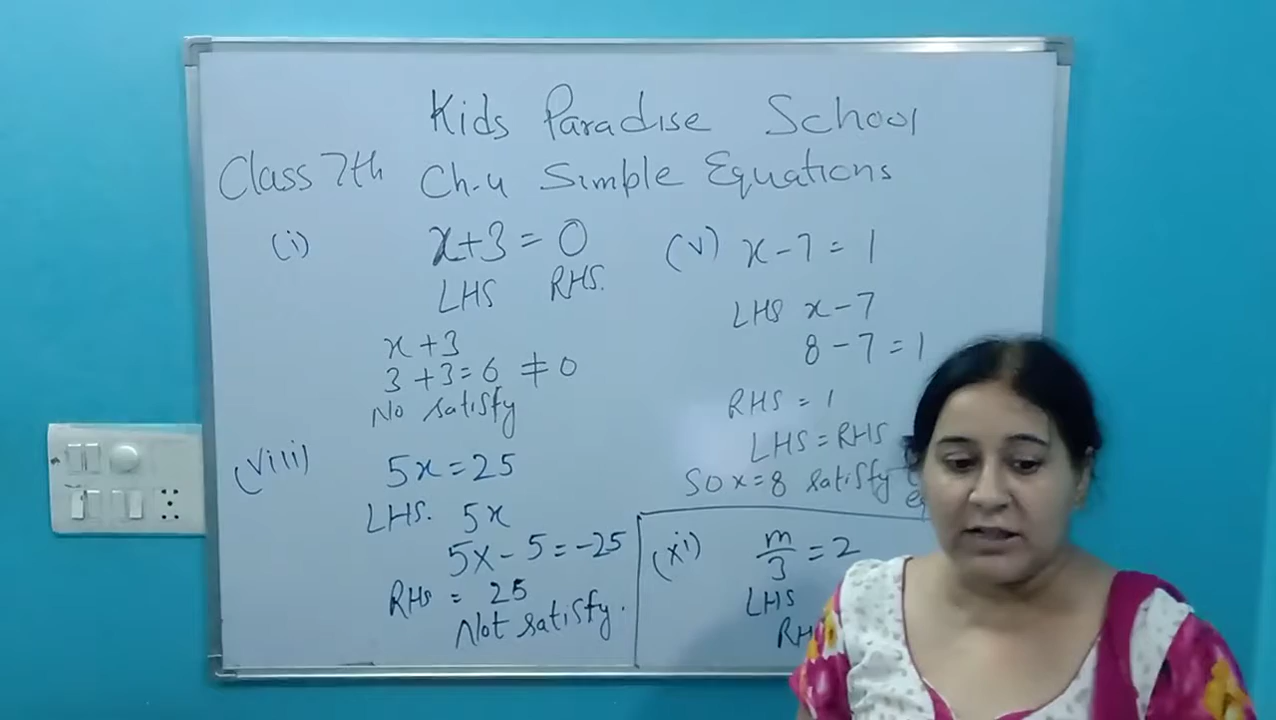 Kids Paradise School
Class 7th Ch.4 Simple Equations
(i) x+3 = 0
LHS RHS.
x+3
3+3=6 ≠ 0
No satisfy
(viii) 5x=25
LHS. 5x
5x-5=-25
RHS = 25
Not satisfy.
(v) x-7 = 1
LHS x-7
8-7=1
RHS = 1
LHS = RHS
SO x=8 satisfy
(xi) m/3 = 2
LHS